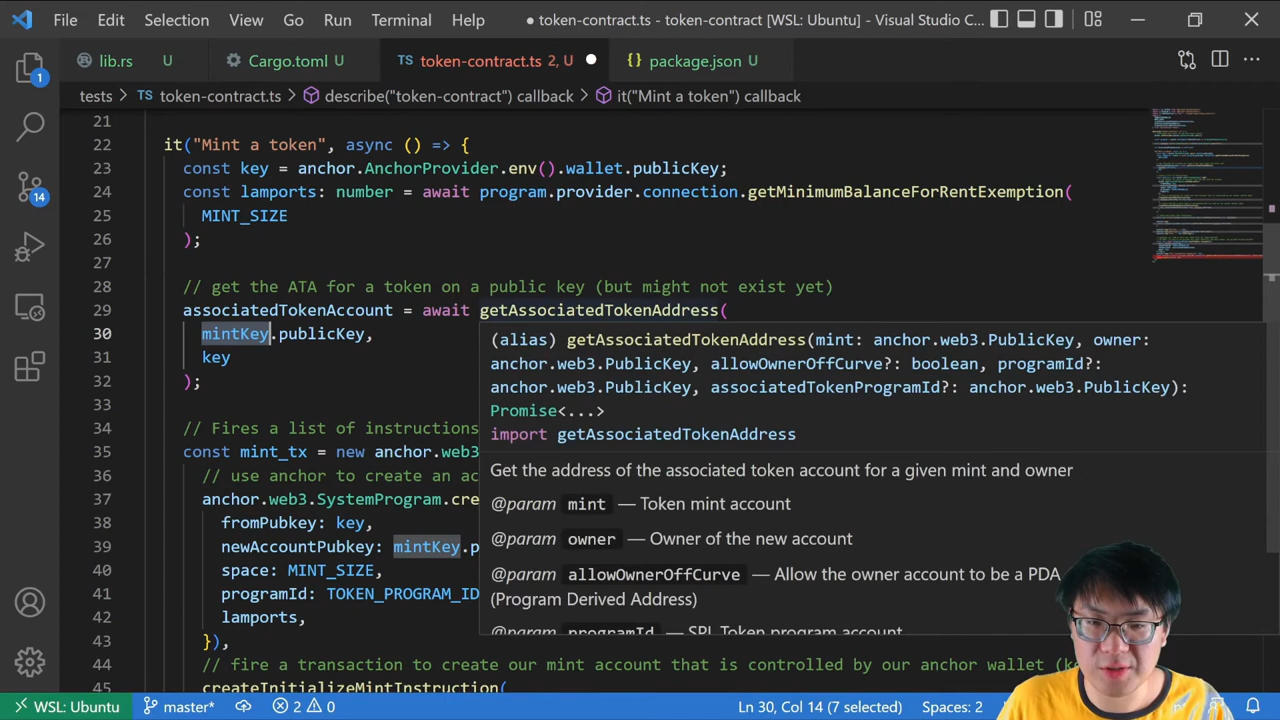 File Edit Selection View Go Run Terminal Help ● token-contract.ts - token-contract [WSL: Ubuntu] - Visual Studio C...
lib.rs U Cargo.toml U TS token-contract.ts 2, U ● {} package.json U
tests > TS token-contract.ts > describe("token-contract") callback > it("Mint a token") callback
21
22 it("Mint a token", async () => {
23 const key = anchor.AnchorProvider.env().wallet.publicKey;
24 const lamports: number = await program.provider.connection.getMinimumBalanceForRentExemption(
25 MINT_SIZE
26 );
27
28 // get the ATA for a token on a public key (but might not exist yet)
29 associatedTokenAccount = await getAssociatedTokenAddress(
30 mintKey.publicKey,
31 key
32 );
33
34 // Fires a list of instructions
35 const mint_tx = new anchor.web3
36 // use anchor to create an ac
37 anchor.web3.SystemProgram.cre
38 fromPubkey: key,
39 newAccountPubkey: mintKey.p
40 space: MINT_SIZE,
41 programId: TOKEN_PROGRAM_ID
42 lamports,
43 }),
44 // fire a transaction to create our mint account that is controlled by our anchor wallet (k
45 createInitializeMintInstruction(
(alias) getAssociatedTokenAddress(mint: anchor.web3.PublicKey, owner:
anchor.web3.PublicKey, allowOwnerOffCurve?: boolean, programId?:
anchor.web3.PublicKey, associatedTokenProgramId?: anchor.web3.PublicKey):
Promise<...>
import getAssociatedTokenAddress
Get the address of the associated token account for a given mint and owner
@param mint — Token mint account
@param owner — Owner of the new account
@param allowOwnerOffCurve — Allow the owner account to be a PDA
(Program Derived Address)
@param programId — SPL Token program account
1
14
WSL: Ubuntu master* 2 0 Ln 30, Col 14 (7 selected) Spaces: 2